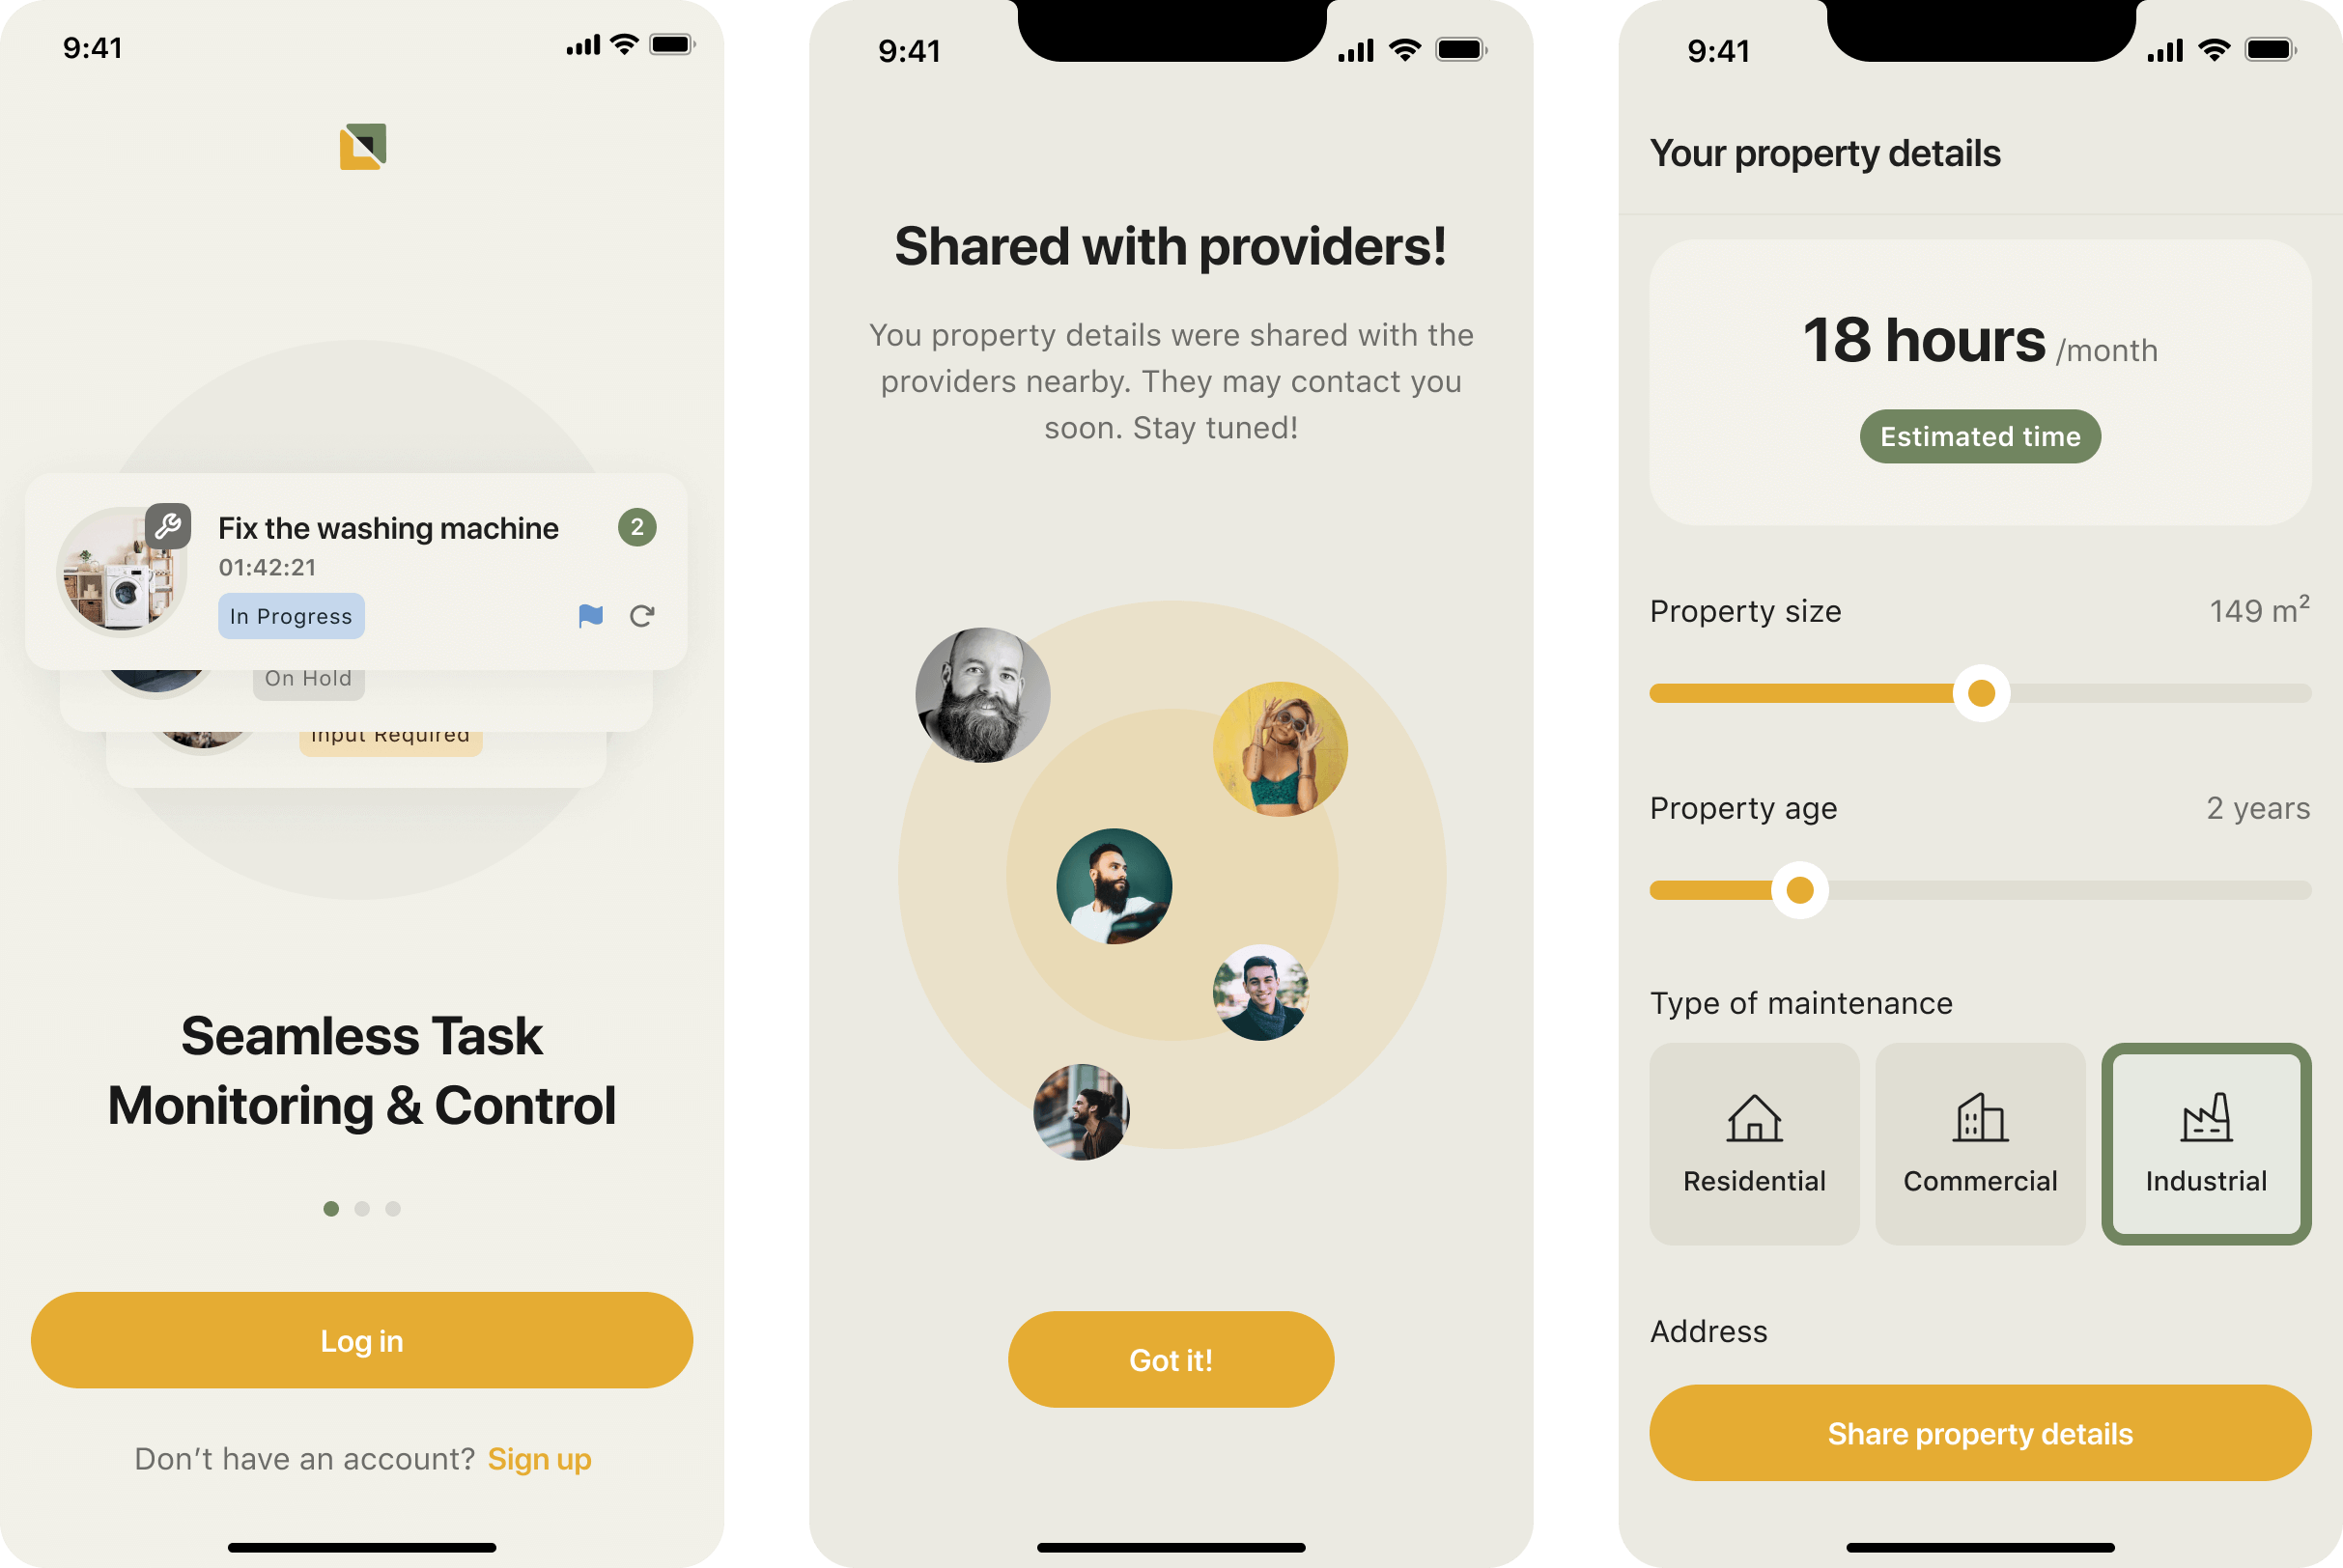 9:41
Fix the washing machine
2
01:42:21
In Progress
On Hold
Input Required
Seamless Task
Monitoring & Control
Log in
Don’t have an account? Sign up
9:41
Shared with providers!
You property details were shared with the
providers nearby. They may contact you
soon. Stay tuned!
Got it!
9:41
Your property details
18 hours /month
Estimated time
Property size 149 m²
Property age 2 years
Type of maintenance
Residential Commercial Industrial
Address
Share property details